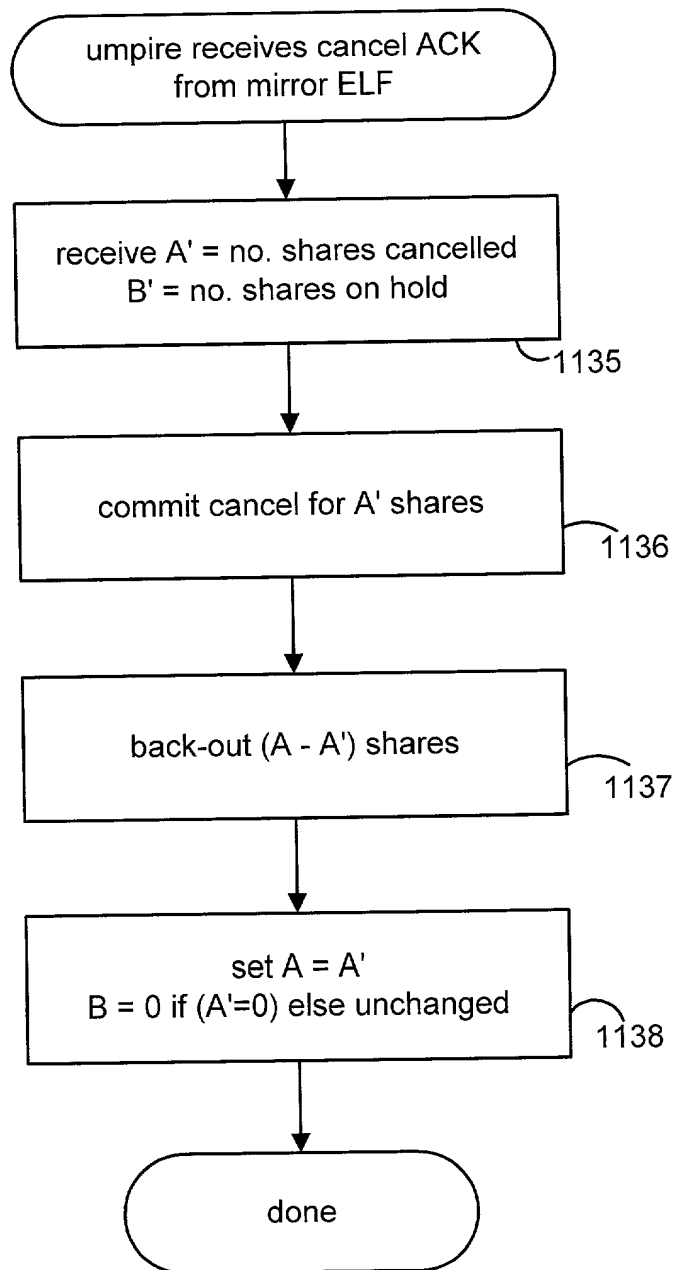 umpire receives cancel ACK
from mirror ELF
receive A' = no. shares cancelled
B' = no. shares on hold
1135
commit cancel for A' shares
1136
back-out (A - A') shares
1137
set A = A'
B = 0 if (A'=0) else unchanged
1138
done